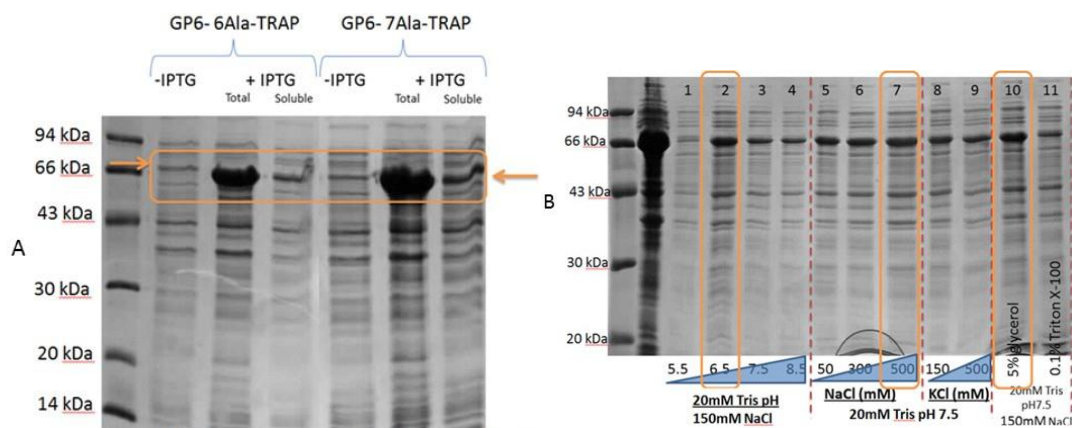 GP6- 6Ala-TRAP GP6- 7Ala-TRAP
-IPTG + IPTG -IPTG + IPTG
Total Soluble Total Soluble
94 kDa
66 kDa
43 kDa
30 kDa
20 kDa
14 kDa
A
B
94 kDa
66 kDa
43 kDa
30 kDa
20 kDa
1 2 3 4 5 6 7 8 9 10 11
5.5 6.5 7.5 8.5 50 300 500 150 500
5% glycerol
0.1% Triton X-100
20mM Tris pH
150mM NaCl
NaCl (mM) KCl (mM)
20mM Tris pH 7.5
20mM Tris
pH7.5
150mM NaCl